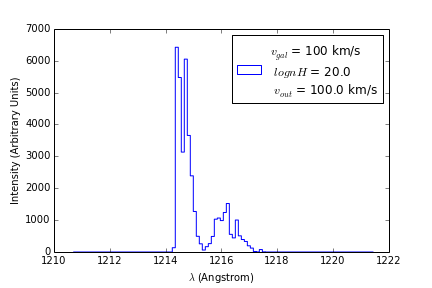 7000
6000
5000
4000
3000
2000
1000
0
Intensity (Arbitrary Units)
v_gal = 100 km/s
lognH = 20.0
v_out = 100.0 km/s
1210 1212 1214 1216 1218 1220 1222
λ (Angstrom)